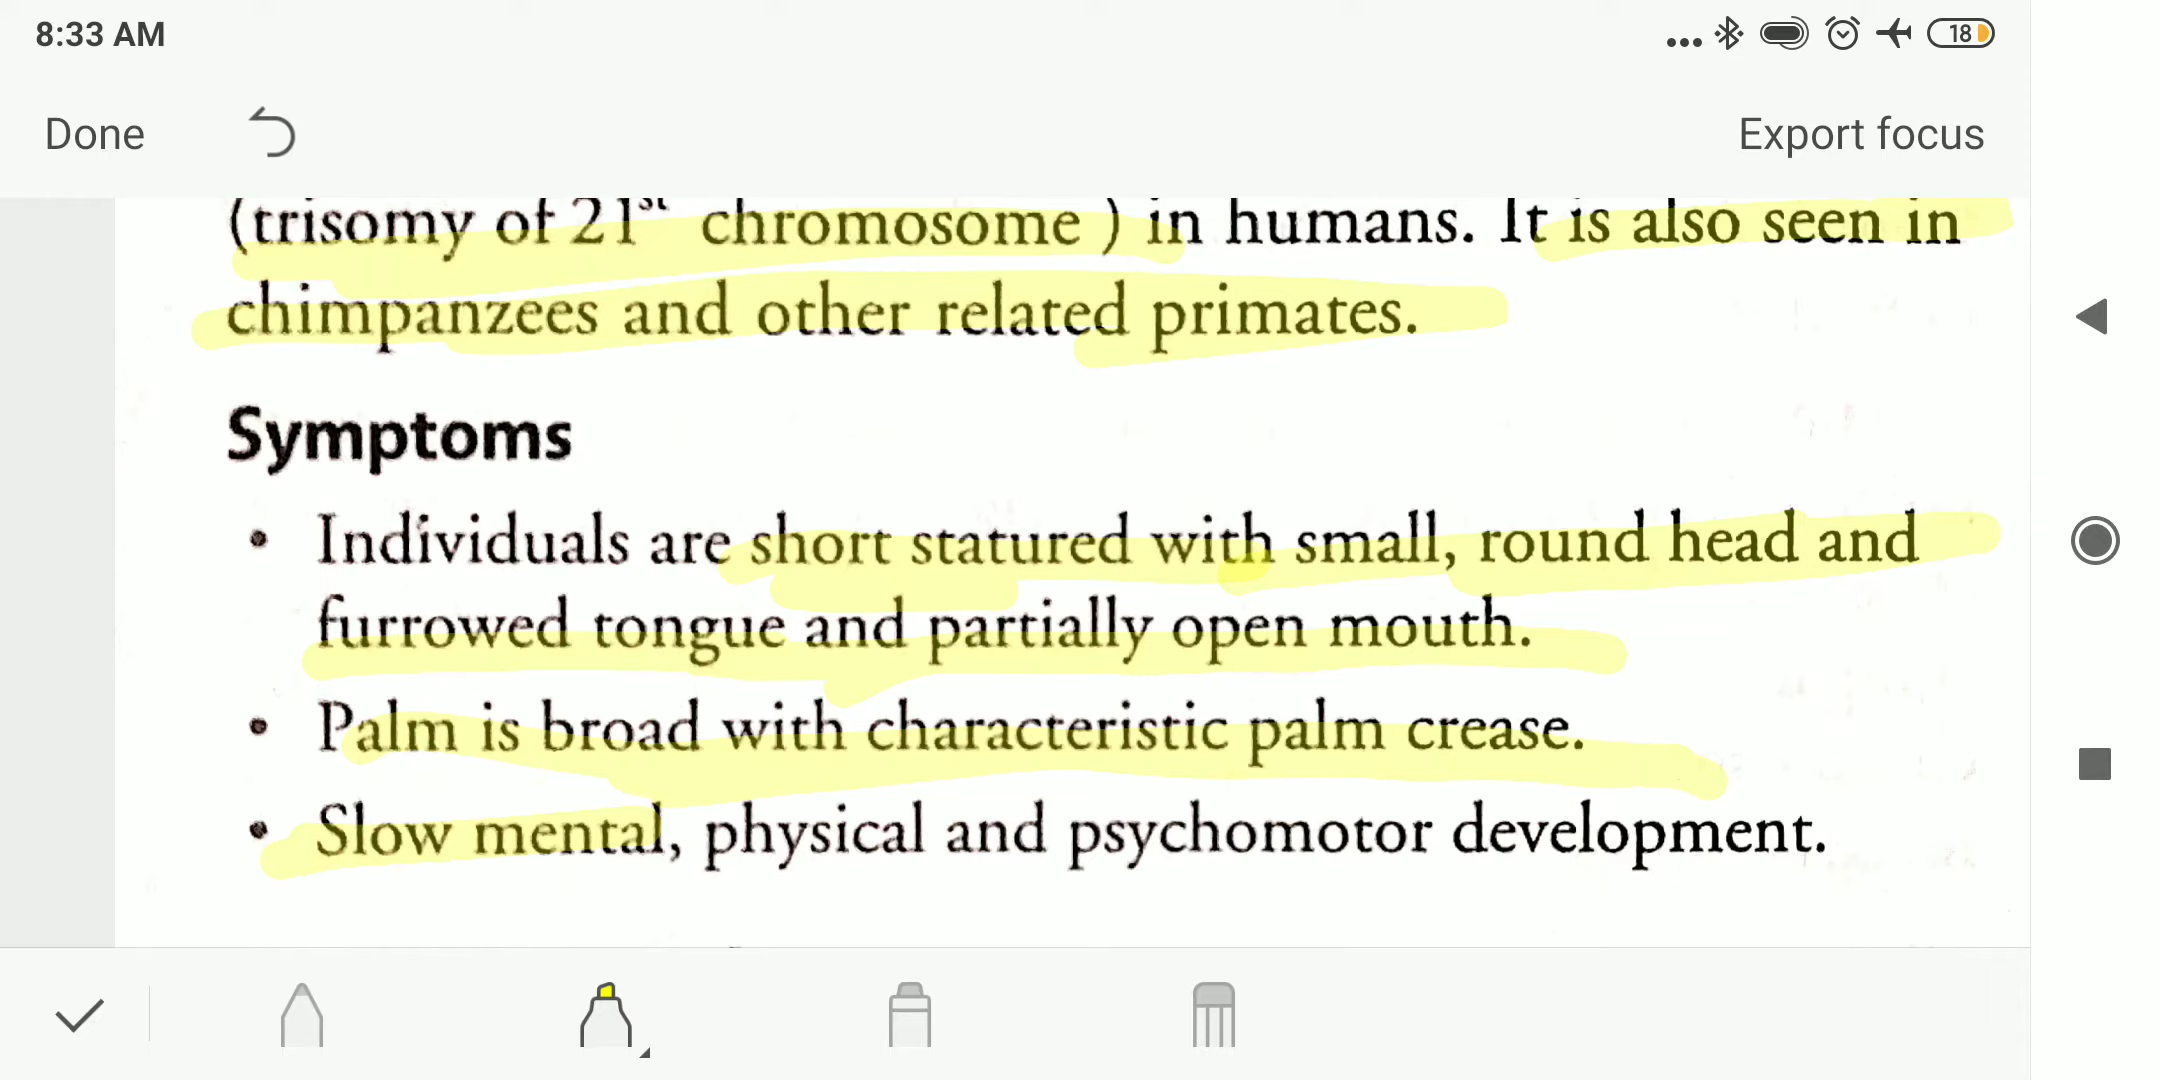 8:33 AM
18
Done
Export focus
(trisomy of 21st chromosome ) in humans. It is also seen in
chimpanzees and other related primates.
Symptoms
• Individuals are short statured with small, round head and
furrowed tongue and partially open mouth.
• Palm is broad with characteristic palm crease.
• Slow mental, physical and psychomotor development.